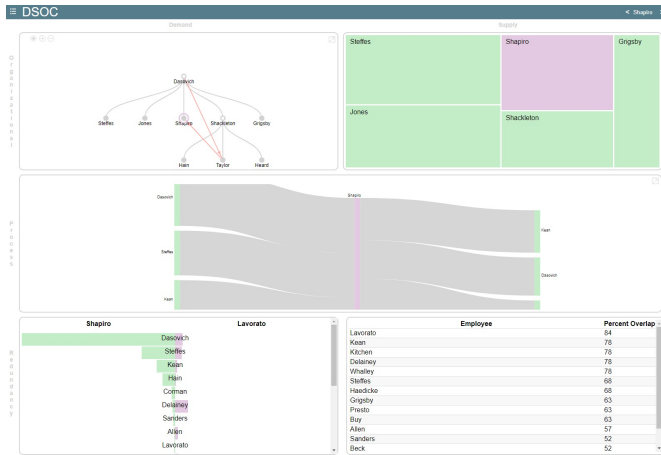 DSOC
< Shapiro
Demand
Supply
Organizational
Dasovich
Steffes
Jones
Shapiro
Shackleton
Grigsby
Hain
Taylor
Heard
Steffes
Shapiro
Grigsby
Jones
Shackleton
Process
Dasovich
Steffes
Kean
Shapiro
Kean
Dasovich
Redundancy
Shapiro
Lavorato
Dasovich
Steffes
Kean
Hain
Corman
Delainey
Sanders
Allen
Lavorato
Employee Percent Overlap
Lavorato 84
Kean 78
Kitchen 78
Delainey 78
Whalley 78
Steffes 68
Haedicke 68
Grigsby 63
Presto 63
Buy 63
Allen 57
Sanders 52
Beck 52